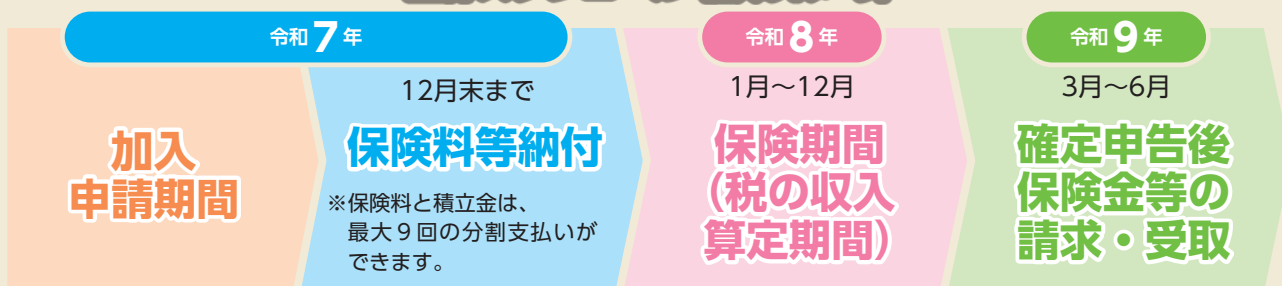 令和7年
加入
申請期間
12月末まで
保険料等納付
※保険料と積立金は、
最大９回の分割支払いが
できます。
令和8年
1月～12月
保険期間
(税の収入
算定期間)
令和9年
3月～6月
確定申告後
保険金等の
請求・受取